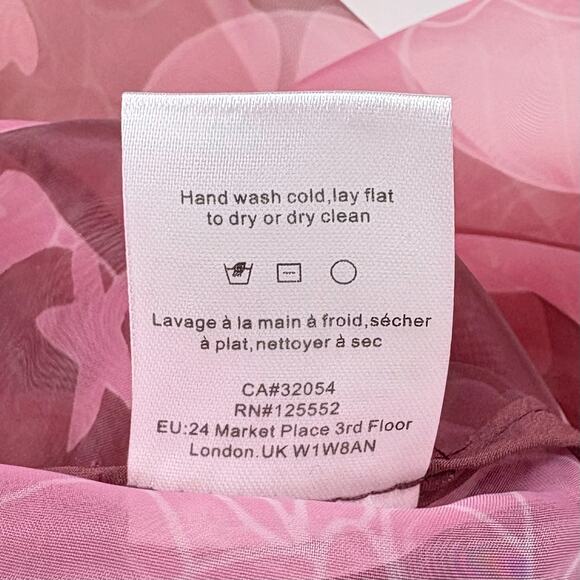 Hand wash cold,lay flat
to dry or dry clean
Lavage à la main à froid,sécher
à plat,nettoyer à sec
CA#32054
RN#125552
EU:24 Market Place 3rd Floor
London.UK W1W8AN